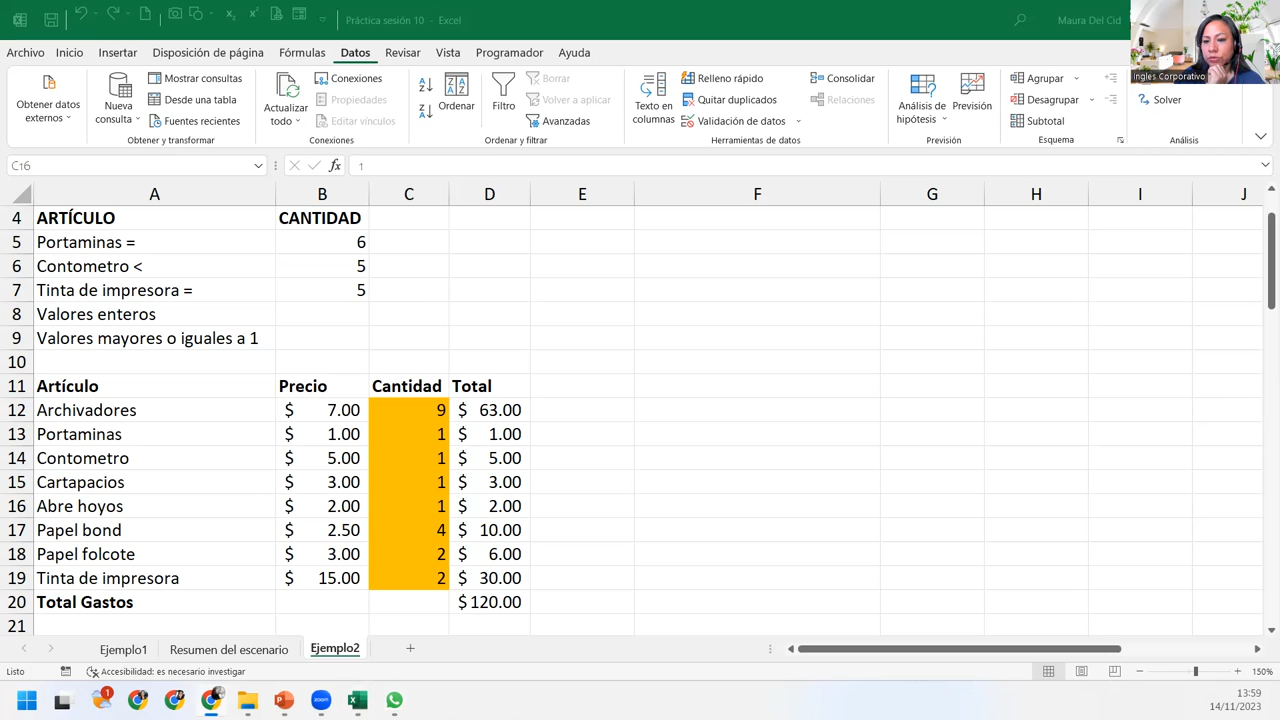 Práctica sesión 10 - Excel
Maura Del Cid
Archivo Inicio Insertar Disposición de página Fórmulas Datos Revisar Vista Programador Ayuda
Ingles Corporativo
Obtener datos externos
Nueva consulta
Mostrar consultas
Desde una tabla
Fuentes recientes
Obtener y transformar
Actualizar todo
Conexiones
Propiedades
Editar vínculos
Conexiones
Ordenar
Filtro
Borrar
Volver a aplicar
Avanzadas
Ordenar y filtrar
Texto en columnas
Relleno rápido
Quitar duplicados
Validación de datos
Consolidar
Relaciones
Herramientas de datos
Análisis de hipótesis
Previsión
Previsión
Agrupar
Desagrupar
Subtotal
Esquema
Solver
Análisis
C16 fx 1
A B C D E F G H I J
4 ARTÍCULO CANTIDAD
5 Portaminas = 6
6 Contometro < 5
7 Tinta de impresora = 5
8 Valores enteros
9 Valores mayores o iguales a 1
10
11 Artículo Precio Cantidad Total
12 Archivadores $ 7.00 9 $ 63.00
13 Portaminas $ 1.00 1 $ 1.00
14 Contometro $ 5.00 1 $ 5.00
15 Cartapacios $ 3.00 1 $ 3.00
16 Abre hoyos $ 2.00 1 $ 2.00
17 Papel bond $ 2.50 4 $ 10.00
18 Papel folcote $ 3.00 2 $ 6.00
19 Tinta de impresora $ 15.00 2 $ 30.00
20 Total Gastos $ 120.00
21
Ejemplo1 Resumen del escenario Ejemplo2
Listo Accesibilidad: es necesario investigar 150%
1 zoom
13:59
14/11/2023